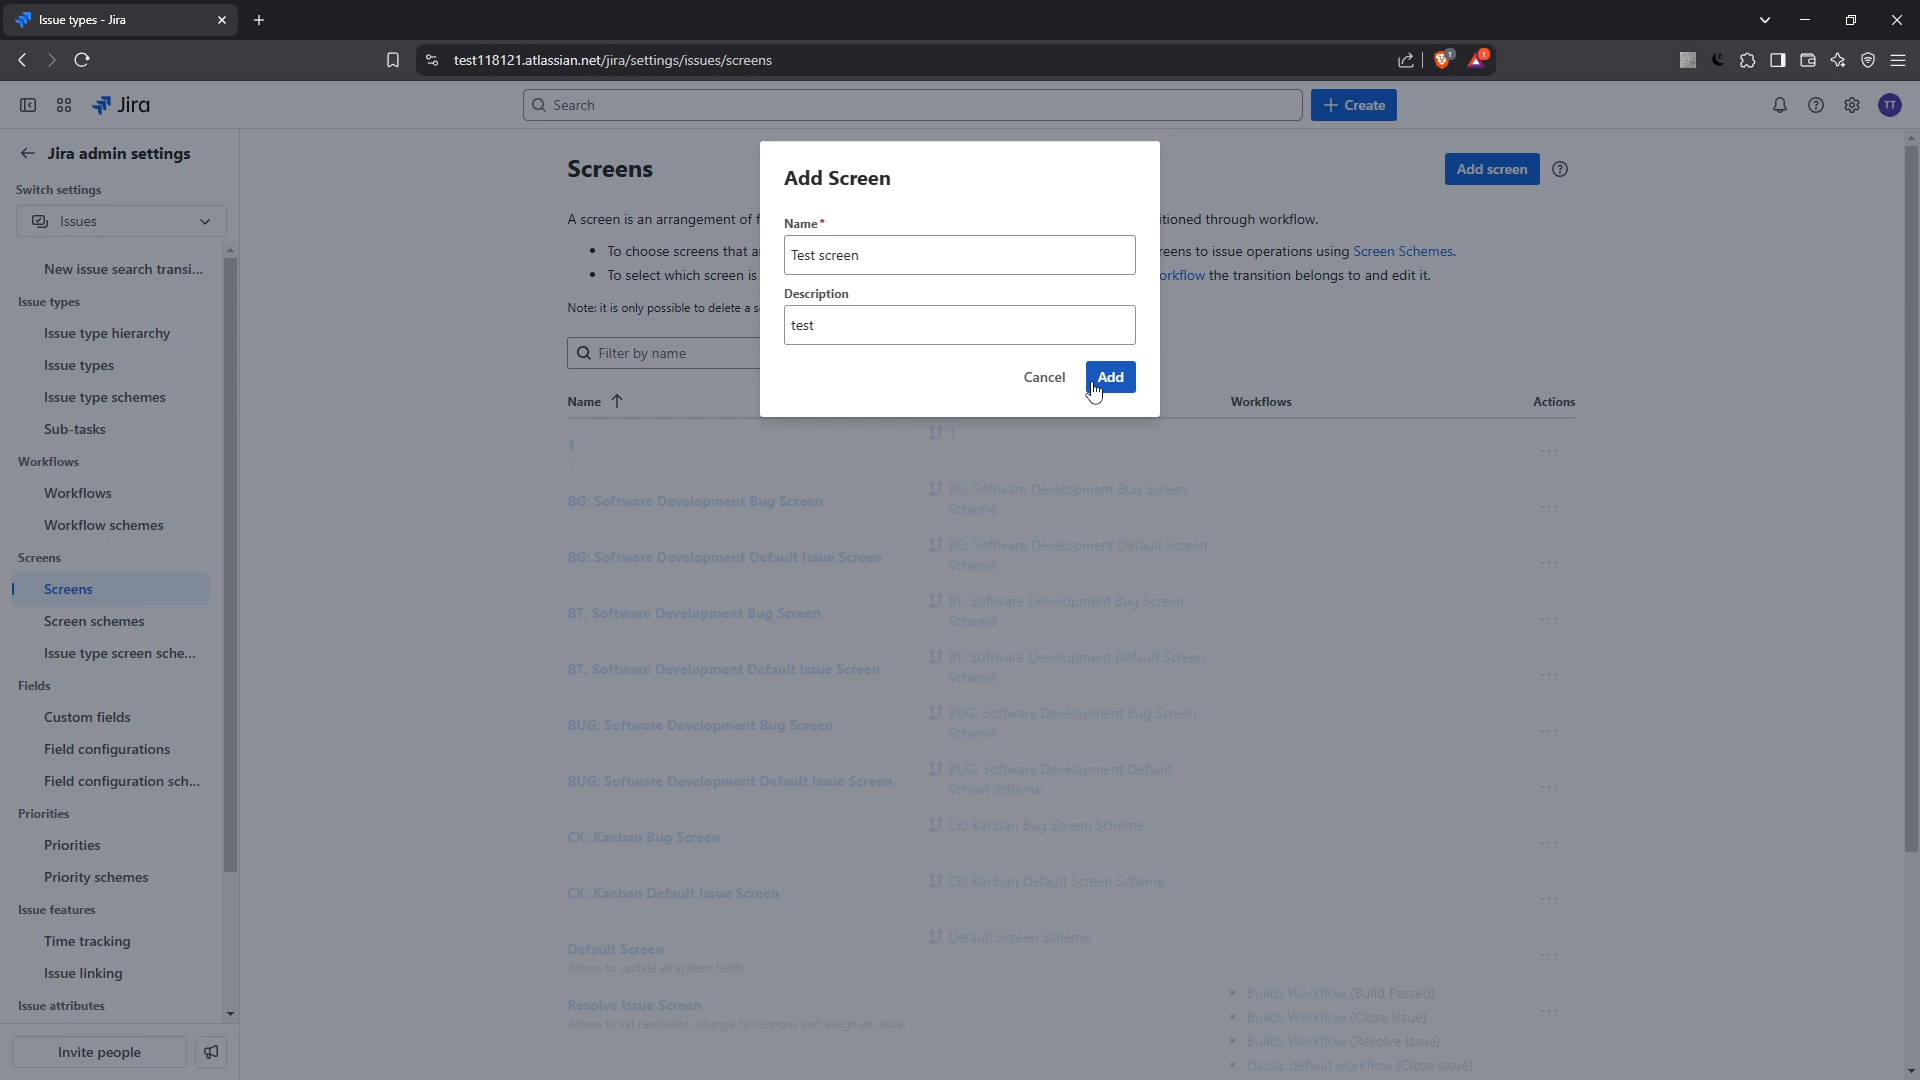 Issue types - Jira
test118121.atlassian.net/jira/settings/issues/screens
1
1
Jira
Search
+ Create
TT
Jira admin settings
Switch settings
Issues
New issue search transi...
Issue types
Issue type hierarchy
Issue types
Issue type schemes
Sub-tasks
Workflows
Workflows
Workflow schemes
Screens
Screens
Screen schemes
Issue type screen sche...
Fields
Custom fields
Field configurations
Field configuration sch...
Priorities
Priorities
Priority schemes
Issue features
Time tracking
Issue linking
Issue attributes
Invite people
Screens
Add screen
A screen is an arrangement of f
itioned through workflow.
To choose screens that a
eens to issue operations using Screen Schemes.
To select which screen is
orkflow the transition belongs to and edit it.
Note: it is only possible to delete a s
Filter by name
Add Screen
Name*
Test screen
Description
test
Cancel
Add
Name
Workflows
Actions
1
1
1
BG: Software Development Bug Screen
BG: Software Development Bug Screen
Scheme
BG: Software Development Default Issue Screen
BG: Software Development Default Screen
Scheme
BT: Software Development Bug Screen
BT: Software Development Bug Screen
Scheme
BT: Software Development Default Issue Screen
BT: Software Development Default Screen
Scheme
BUG: Software Development Bug Screen
BUG: Software Development Bug Screen
Scheme
BUG: Software Development Default Issue Screen
BUG: Software Development Default
Screen Scheme
CK: Kanban Bug Screen
CK: Kanban Bug Screen Scheme
CK: Kanban Default Issue Screen
CK: Kanban Default Screen Scheme
Default Screen
Allows to update all system fields.
Default Screen Scheme
Resolve Issue Screen
Allows to set resolution, change fix versions and assign an issue.
Builds Workflow (Build Passed)
Builds Workflow (Close Issue)
Builds Workflow (Resolve Issue)
classic default workflow (Close Issue)